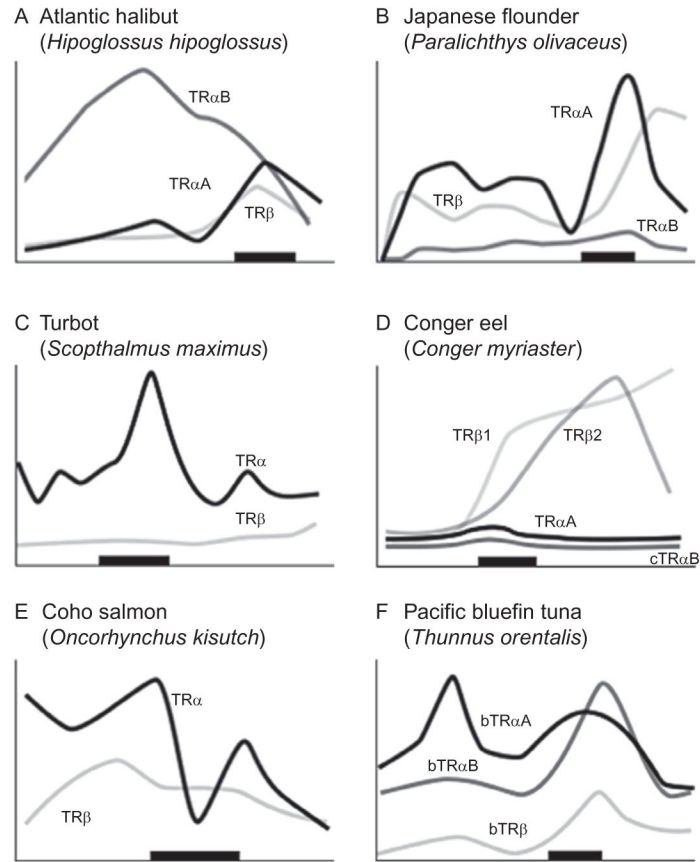 A Atlantic halibut
(Hipoglossus hipoglossus)
TRαB
TRαA
TRβ
B Japanese flounder
(Paralichthys olivaceus)
TRαA
TRβ
TRαB
C Turbot
(Scopthalmus maximus)
TRα
TRβ
D Conger eel
(Conger myriaster)
TRβ1
TRβ2
TRαA
cTRαB
E Coho salmon
(Oncorhynchus kisutch)
TRα
TRβ
F Pacific bluefin tuna
(Thunnus orentalis)
bTRαA
bTRαB
bTRβ